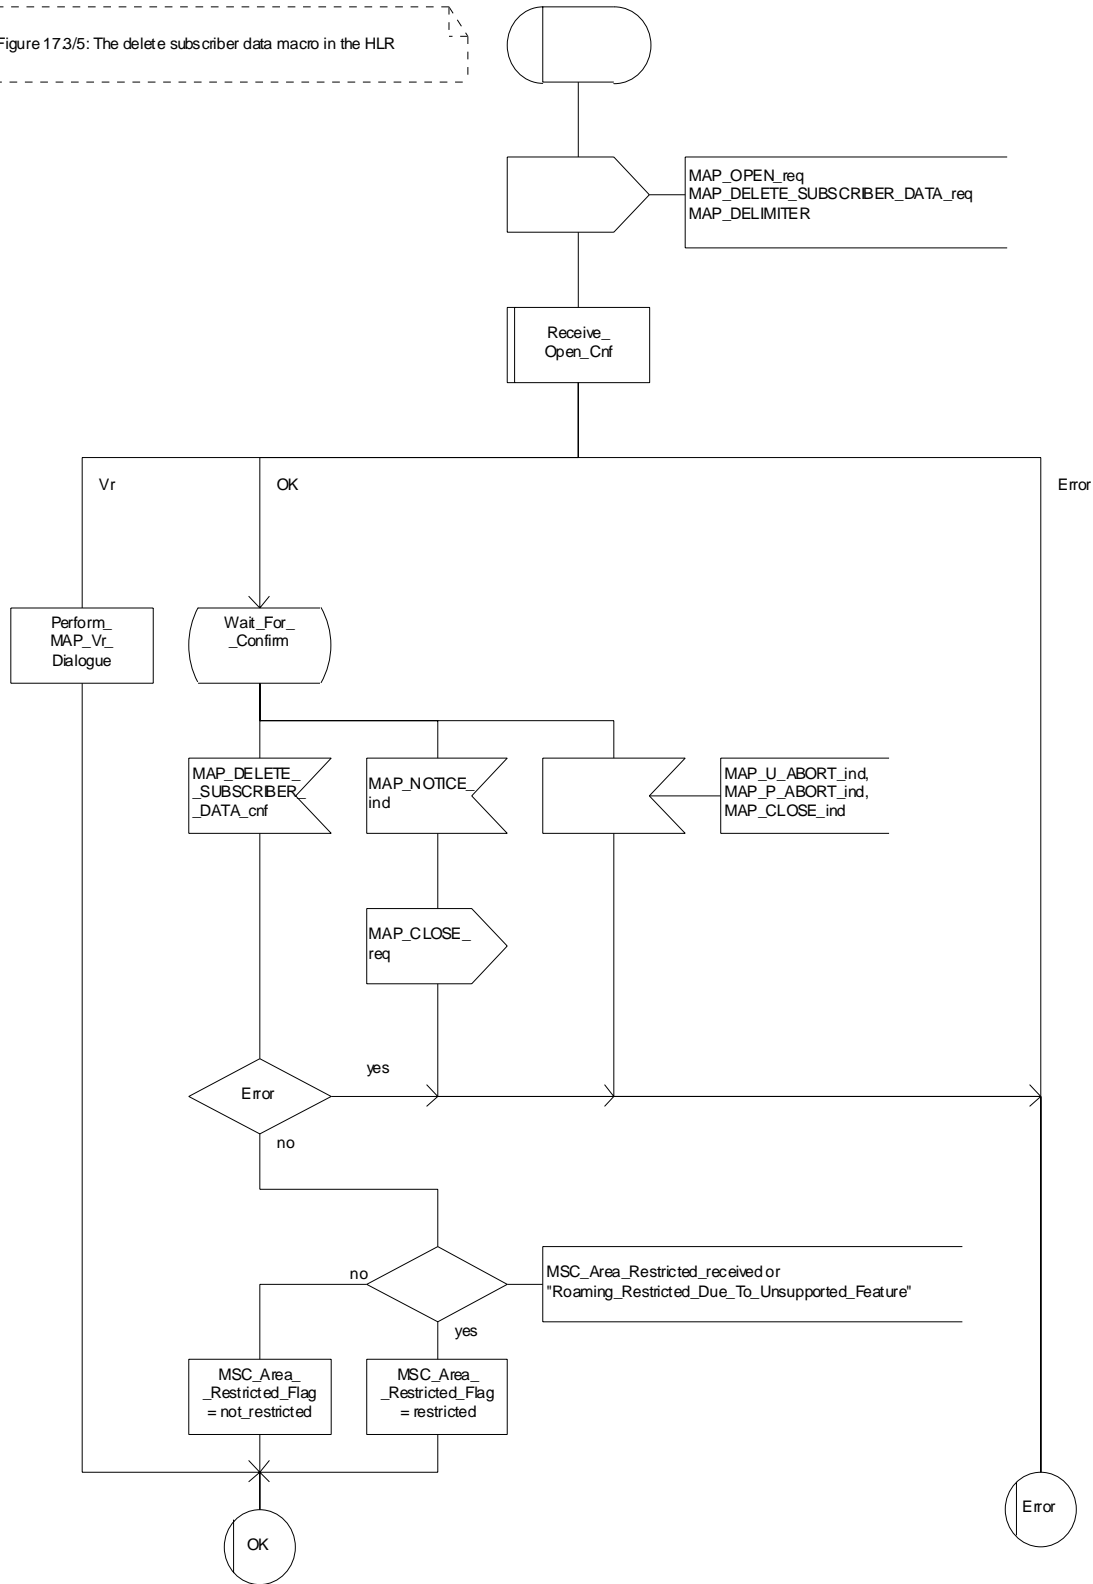 Figure 17.3/5: The delete subscriber data macro in the HLR
MAP_OPEN_req
MAP_DELETE_SUBSCRIBER_DATA_req
MAP_DELIMITER
Receive_
Open_Cnf
Vr
OK
Error
Perform_
MAP_Vr_
Dialogue
Wait_For_
_Confirm
MAP_DELETE_
_SUBSCRIBER_
_DATA_cnf
MAP_NOTICE_
ind
MAP_U_ABORT_ind,
MAP_P_ABORT_ind,
MAP_CLOSE_ind
MAP_CLOSE_
req
yes
Error
no
no
MSC_Area_Restricted_received or
"Roaming_Restricted_Due_To_Unsupported_Feature"
yes
MSC_Area_
_Restricted_Flag
= not_restricted
MSC_Area_
_Restricted_Flag
= restricted
Error
OK